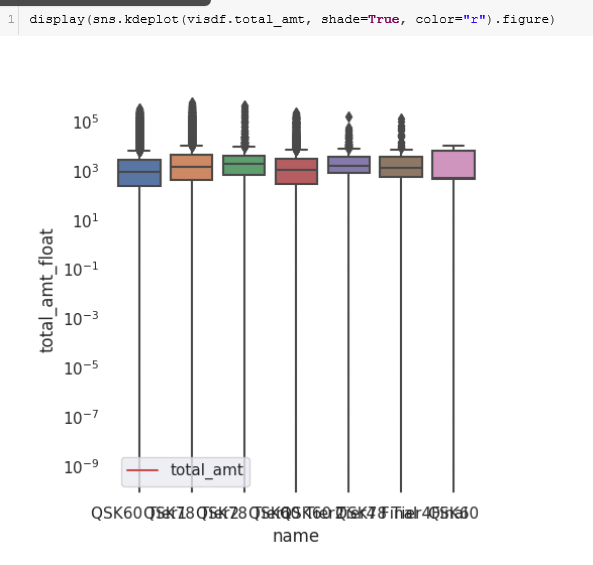 1 display(sns.kdeplot(visdf.total_amt, shade=True, color="r").figure)
10^5
10^3
10^1
10^-1
10^-3
10^-5
10^-7
10^-9
total_amt_float
total_amt
QSK60
name